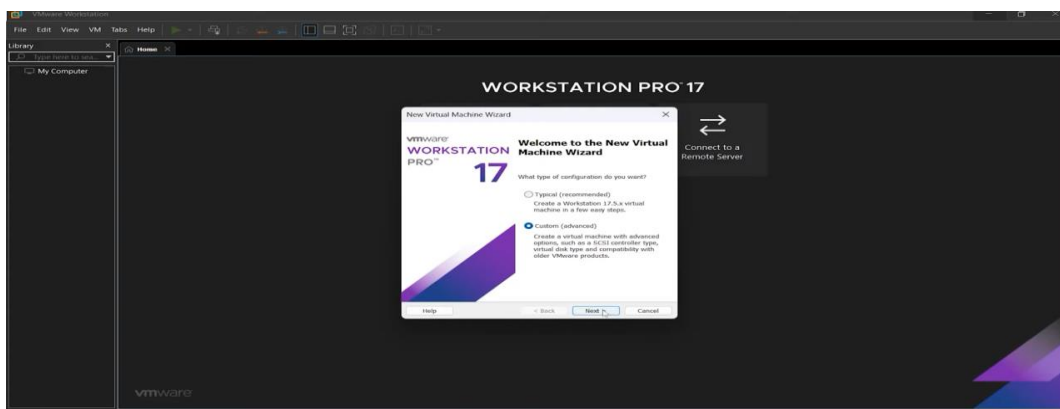 VMware Workstation
File Edit View VM Tabs Help
Library ×
Type here to sea...
My Computer
Home ×
WORKSTATION PRO™ 17
Connect to a
Remote Server
New Virtual Machine Wizard
vmware
WORKSTATION
PRO™
17
Welcome to the New Virtual
Machine Wizard
What type of configuration do you want?
Typical (recommended)
Create a Workstation 17.5.x virtual
machine in a few easy steps.
Custom (advanced)
Create a virtual machine with advanced
options, such as a SCSI controller type,
virtual disk type and compatibility with
older VMware products.
Help < Back Next > Cancel
vmware